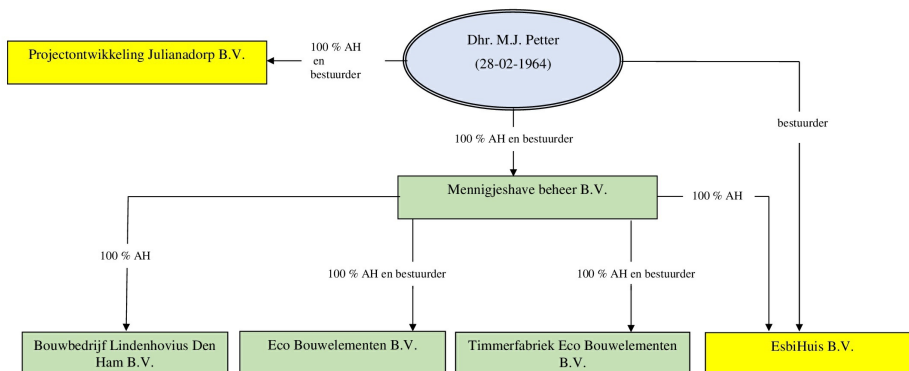 Dhr. M.J. Petter
(28-02-1964)
Projectontwikkeling Julianadorp B.V.
100 % AH
en
bestuurder
bestuurder
100 % AH en bestuurder
Mennigjeshave beheer B.V.
100 % AH
100 % AH
100 % AH en bestuurder
100 % AH en bestuurder
Bouwbedrijf Lindenhovius Den
Ham B.V.
Eco Bouwelementen B.V.
Timmerfabriek Eco Bouwelementen
B.V.
EsbiHuis B.V.